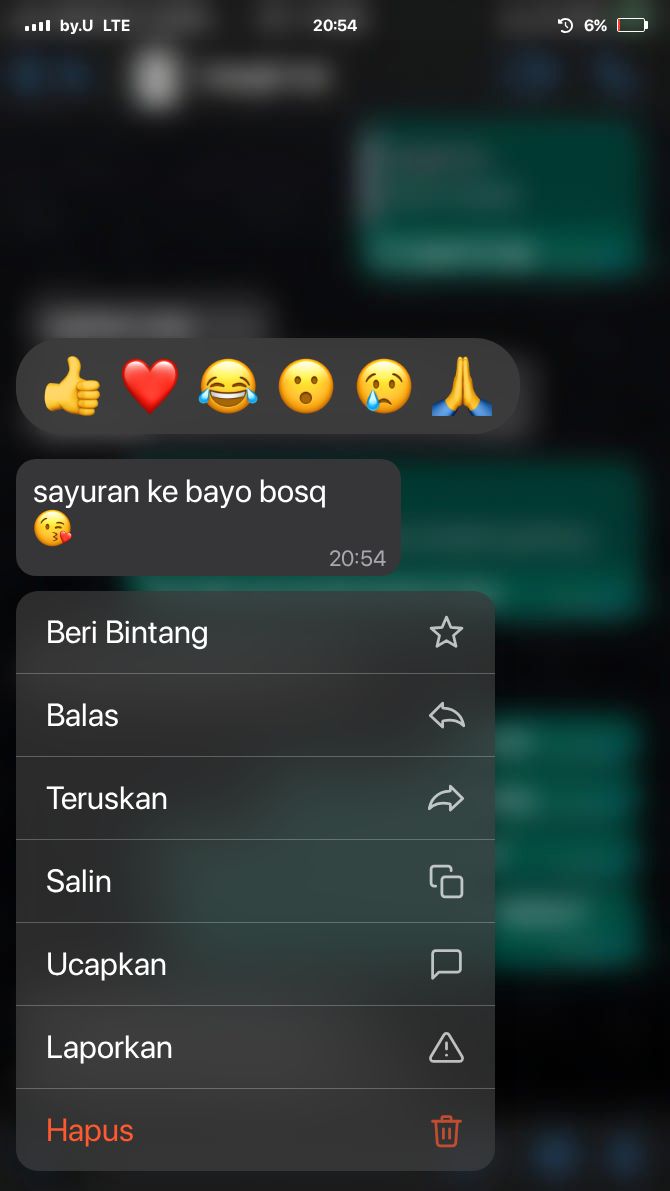 by.U LTE 20:54 6%
sayuran ke bayo bosq
20:54
Beri Bintang
Balas
Teruskan
Salin
Ucapkan
Laporkan
Hapus